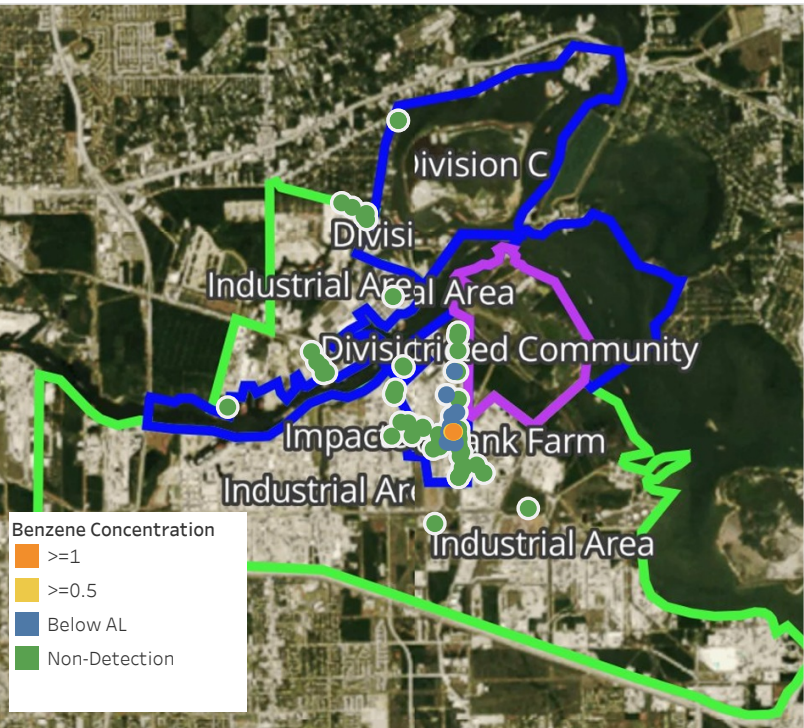 Division C
Divisi
Industrial Area
al Area
Divisi
ed Community
Impac
ank Farm
Industrial Ar
Industrial Area
Benzene Concentration
>=1
>=0.5
Below AL
Non-Detection